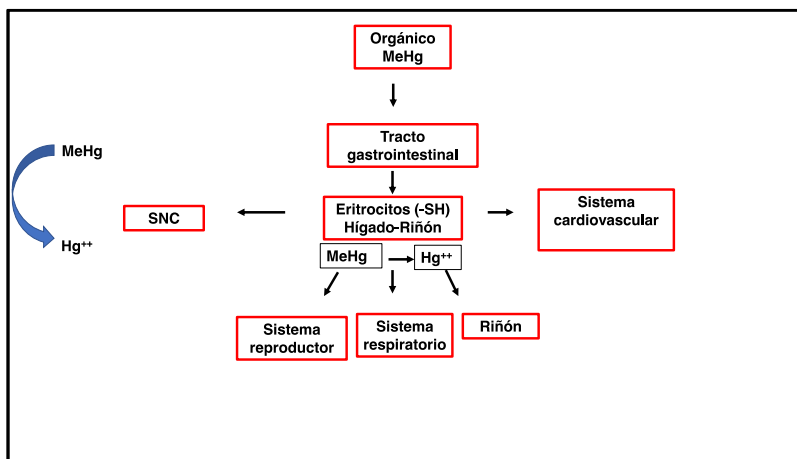 Orgánico
MeHg
Tracto
gastrointestinal
MeHg
Hg⁺⁺
SNC
Eritrocitos (-SH)
Hígado-Riñón
Sistema
cardiovascular
MeHg
Hg⁺⁺
Sistema
reproductor
Sistema
respiratorio
Riñón